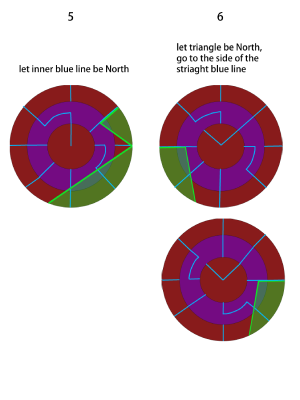 5
6
let inner blue line be North
let triangle be North,
go to the side of the
striaght blue line